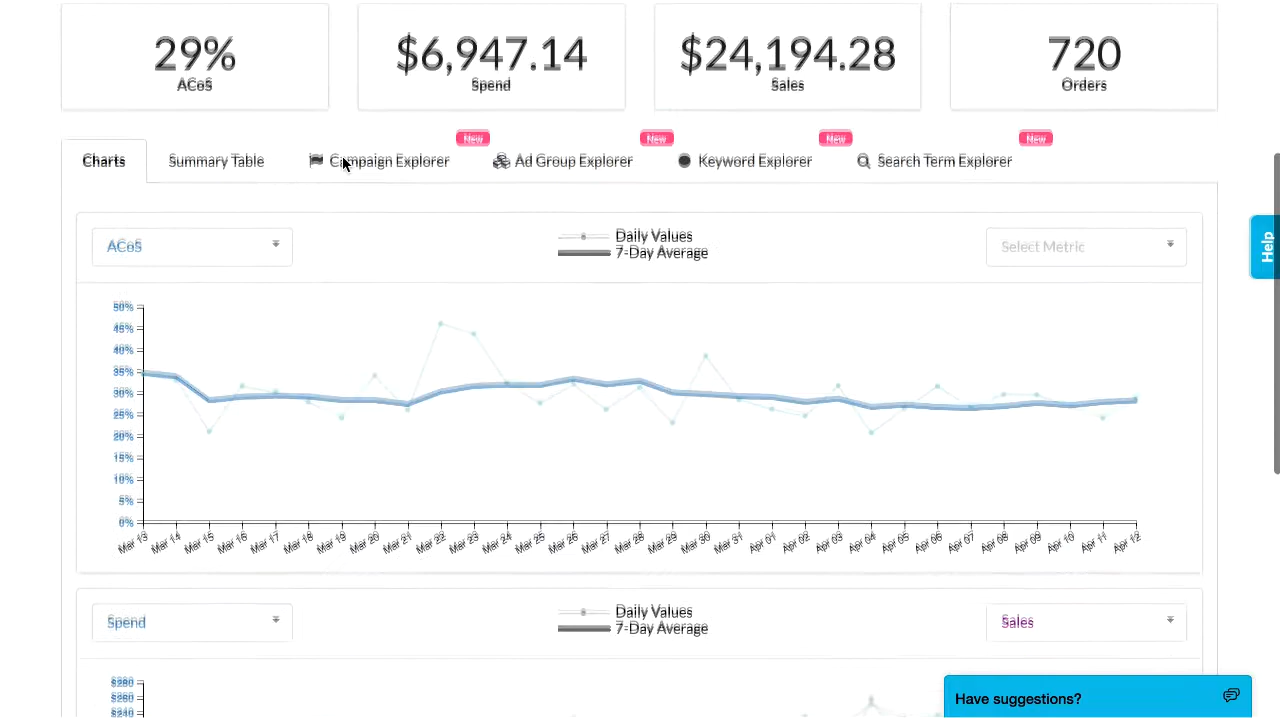 29%
ACoS
$6,947.14
Spend
$24,194.28
Sales
720
Orders
New
New
New
New
Charts
Summary Table
Campaign Explorer
Ad Group Explorer
Keyword Explorer
Search Term Explorer
ACoS
Daily Values
7-Day Average
Select Metric
50%
45%
40%
35%
30%
25%
20%
15%
10%
5%
0%
Mar 13
Mar 14
Mar 15
Mar 16
Mar 17
Mar 18
Mar 19
Mar 20
Mar 21
Mar 22
Mar 23
Mar 24
Mar 25
Mar 26
Mar 27
Mar 28
Mar 29
Mar 30
Mar 31
Apr 01
Apr 02
Apr 03
Apr 04
Apr 05
Apr 06
Apr 07
Apr 08
Apr 09
Apr 10
Apr 11
Apr 12
Spend
Daily Values
7-Day Average
Sales
$280
$260
$240
Help
Have suggestions?